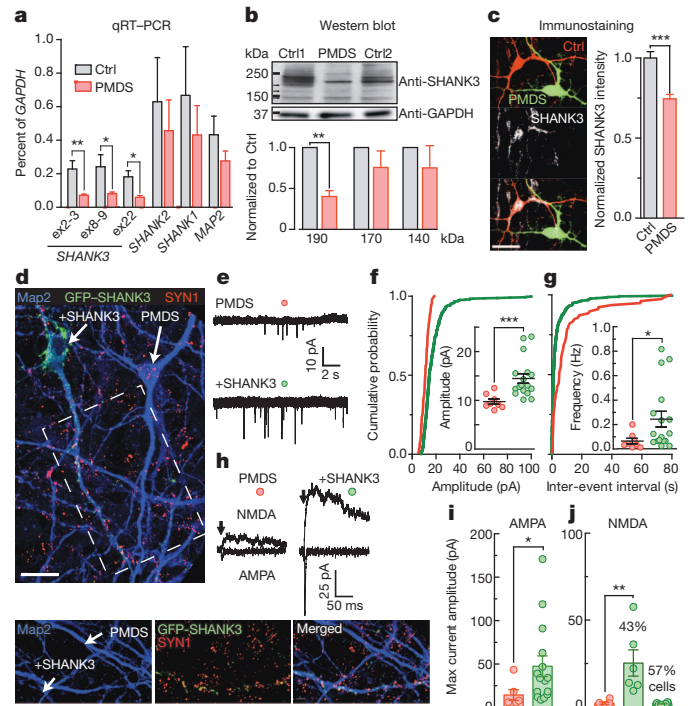 a
qRT–PCR
Percent of GAPDH
1.0
0.8
0.6
0.4
0.2
0
Ctrl
PMDS
**
*
*
ex2-3
ex8-9
ex22
SHANK2
SHANK1
MAP2
SHANK3
b
Western blot
kDa
Ctrl1 PMDS Ctrl2
250
150
37
Anti-SHANK3
Anti-GAPDH
Normalized to Ctrl
1.0
0.5
0
**
190 170 140 kDa
c
Immunostaining
Ctrl
PMDS
SHANK3
Normalized SHANK3 intensity
1.0
0.5
0.0
***
Ctrl
PMDS
d
Map2 GFP–SHANK3 SYN1
+SHANK3
PMDS
Map2
PMDS
+SHANK3
GFP-SHANK3
SYN1
Merged
e
PMDS
10 pA
2 s
+SHANK3
f
Cumulative probability
1.0
0.5
0.0
0 20 40 60 80 100
Amplitude (pA)
***
Amplitude (pA)
20
10
0
g
0 20 40 60 80
Inter-event interval (s)
*
Frequency (Hz)
1.0
0.8
0.6
0.4
0.2
0
h
PMDS
+SHANK3
NMDA
AMPA
25 pA
50 ms
i
AMPA
Max current amplitude (pA)
200
150
100
50
0
*
j
NMDA
100
75
50
25
0
**
43%
57%
cells